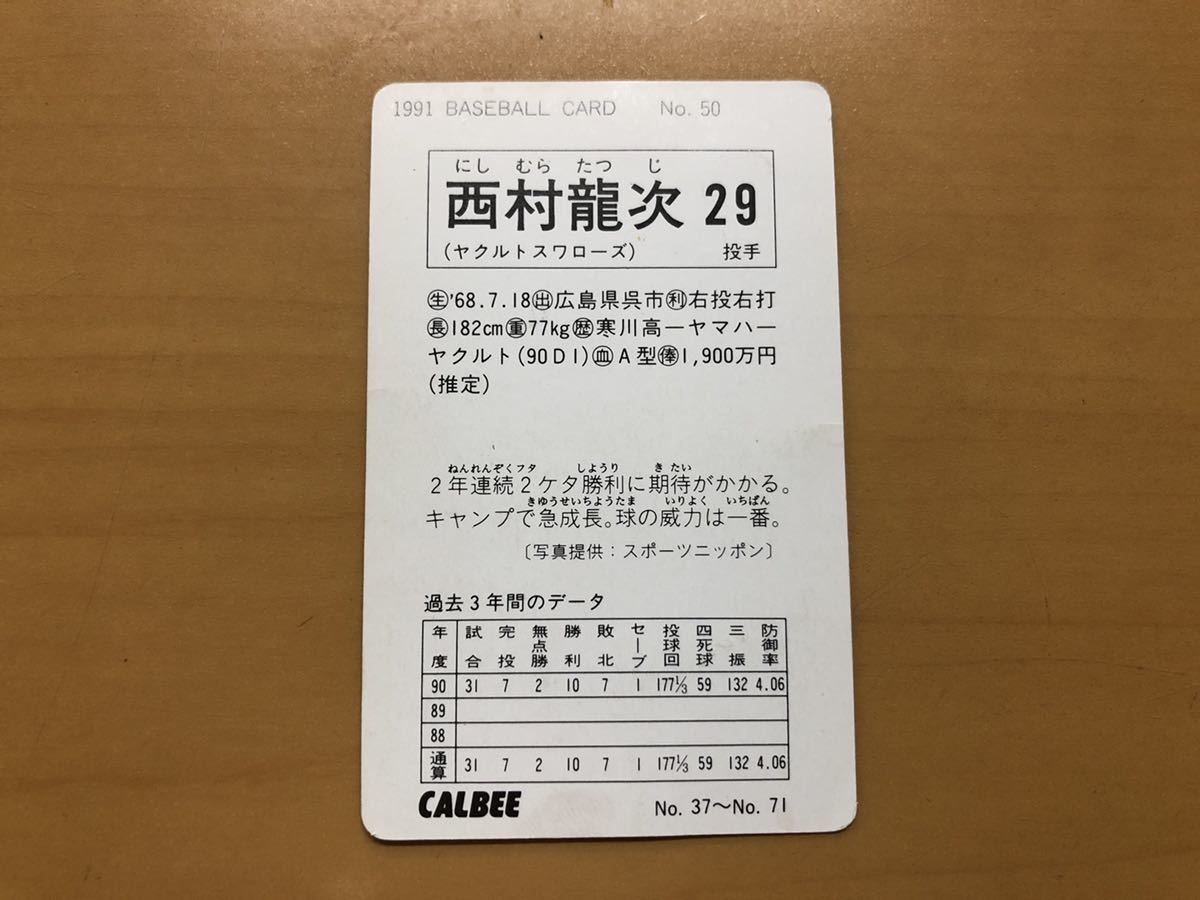 1991 BASEBALL CARD No. 50
にし むら たつ じ
西村龍次 29
(ヤクルトスワローズ) 投手
㊤'68.7.18㊤広島県呉市㊤右投右打
長182cm重77kg歴寒川高ーヤマハー
ヤクルト(90D1)血A型俸1,900万円
(推定)
ねんれんぞくフタ しようり き たい
2年連続2ケタ勝利に期待がかかる。
きゆうせいちようたま いりよく いちばん
キャンプで急成長。球の威力は一番。
〔写真提供:スポーツニッポン〕
過去3年間のデータ
年度 試合 完投 無点勝 勝利 敗北 セーブ 投球回 四死球 三振 防御率
90 31 7 2 10 7 1 177⅓ 59 132 4.06
89
88
通算 31 7 2 10 7 1 177⅓ 59 132 4.06
CALBEE No. 37〜No. 71